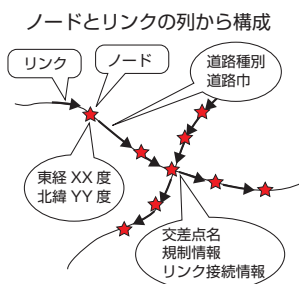 ノードとリンクの列から構成
リンク
ノード
道路種別
道路巾
東経 XX 度
北緯 YY 度
交差点名
規制情報
リンク接続情報